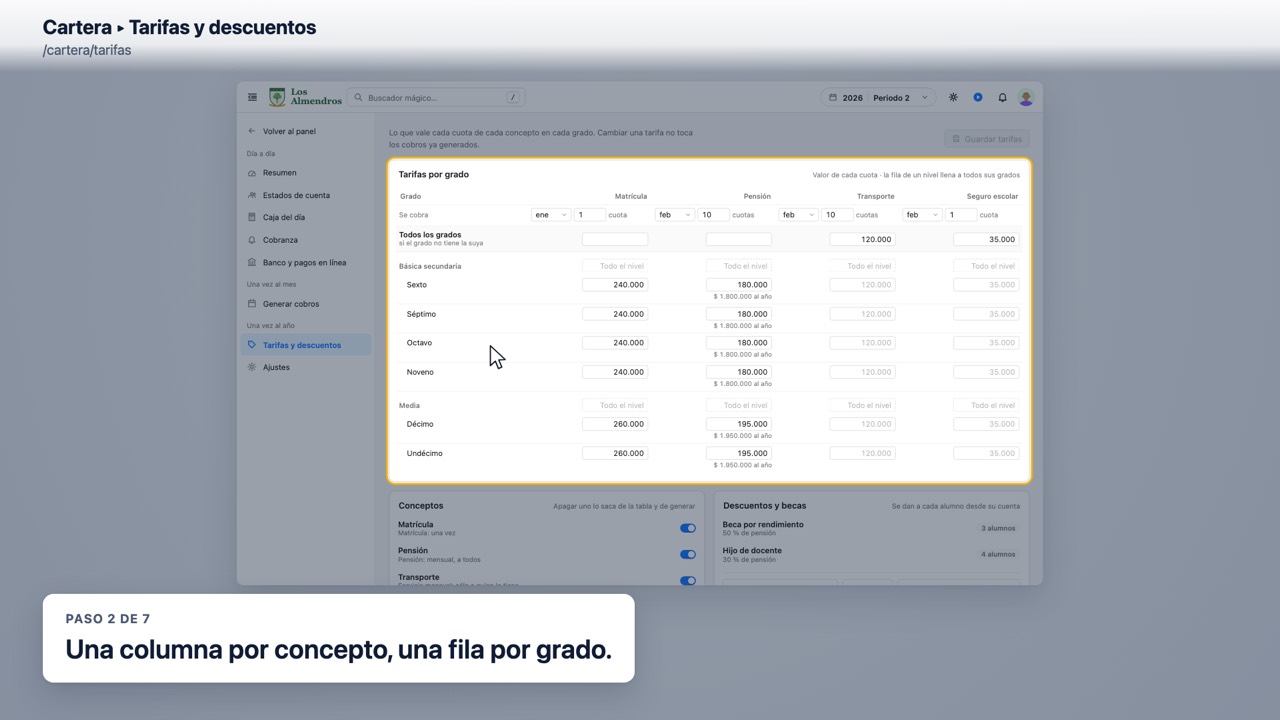 Cartera ▸ Tarifas y descuentos
/cartera/tarifas
Los Almendros
Buscador mágico...
/
2026 Periodo 2
Volver al panel
Día a día
Resumen
Estados de cuenta
Caja del día
Cobranza
Banco y pagos en línea
Una vez al mes
Generar cobros
Una vez al año
Tarifas y descuentos
Ajustes
Lo que vale cada cuota de cada concepto en cada grado. Cambiar una tarifa no toca
los cobros ya generados.
Guardar tarifas
Tarifas por grado
Valor de cada cuota · la fila de un nivel llena a todos sus grados
Grado Matrícula Pensión Transporte Seguro escolar
Se cobra ene 1 cuota feb 10 cuotas feb 10 cuotas feb 1 cuota
Todos los grados 120.000 35.000
si el grado no tiene la suya
Básica secundaria Todo el nivel Todo el nivel Todo el nivel Todo el nivel
Sexto 240.000 180.000 120.000 35.000
$ 1.800.000 al año
Séptimo 240.000 180.000 120.000 35.000
$ 1.800.000 al año
Octavo 240.000 180.000 120.000 35.000
$ 1.800.000 al año
Noveno 240.000 180.000 120.000 35.000
$ 1.800.000 al año
Media Todo el nivel Todo el nivel Todo el nivel Todo el nivel
Décimo 260.000 195.000 120.000 35.000
$ 1.950.000 al año
Undécimo 260.000 195.000 120.000 35.000
$ 1.950.000 al año
Conceptos
Apagar uno lo saca de la tabla y de generar
Matrícula
Matrícula: una vez
Pensión
Pensión: mensual, a todos
Transporte
Descuentos y becas
Se dan a cada alumno desde su cuenta
Beca por rendimiento
50 % de pensión
3 alumnos
Hijo de docente
30 % de pensión
4 alumnos
PASO 2 DE 7
Una columna por concepto, una fila por grado.